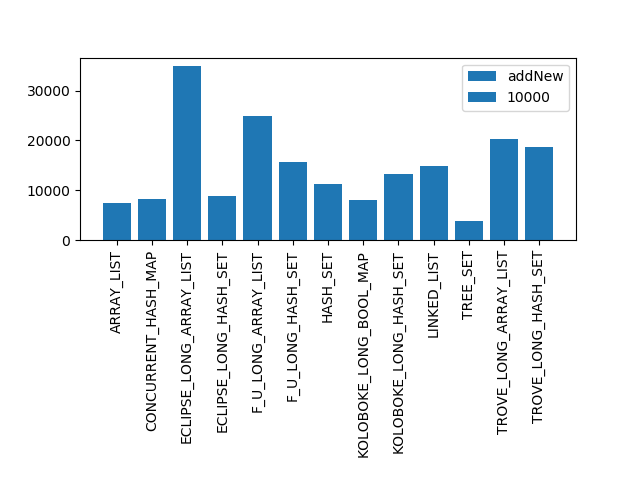 addNew
10000
30000
20000
10000
0
ARRAY_LIST
CONCURRENT_HASH_MAP
ECLIPSE_LONG_ARRAY_LIST
ECLIPSE_LONG_HASH_SET
F_U_LONG_ARRAY_LIST
F_U_LONG_HASH_SET
HASH_SET
KOLOBOKE_LONG_BOOL_MAP
KOLOBOKE_LONG_HASH_SET
LINKED_LIST
TREE_SET
TROVE_LONG_ARRAY_LIST
TROVE_LONG_HASH_SET